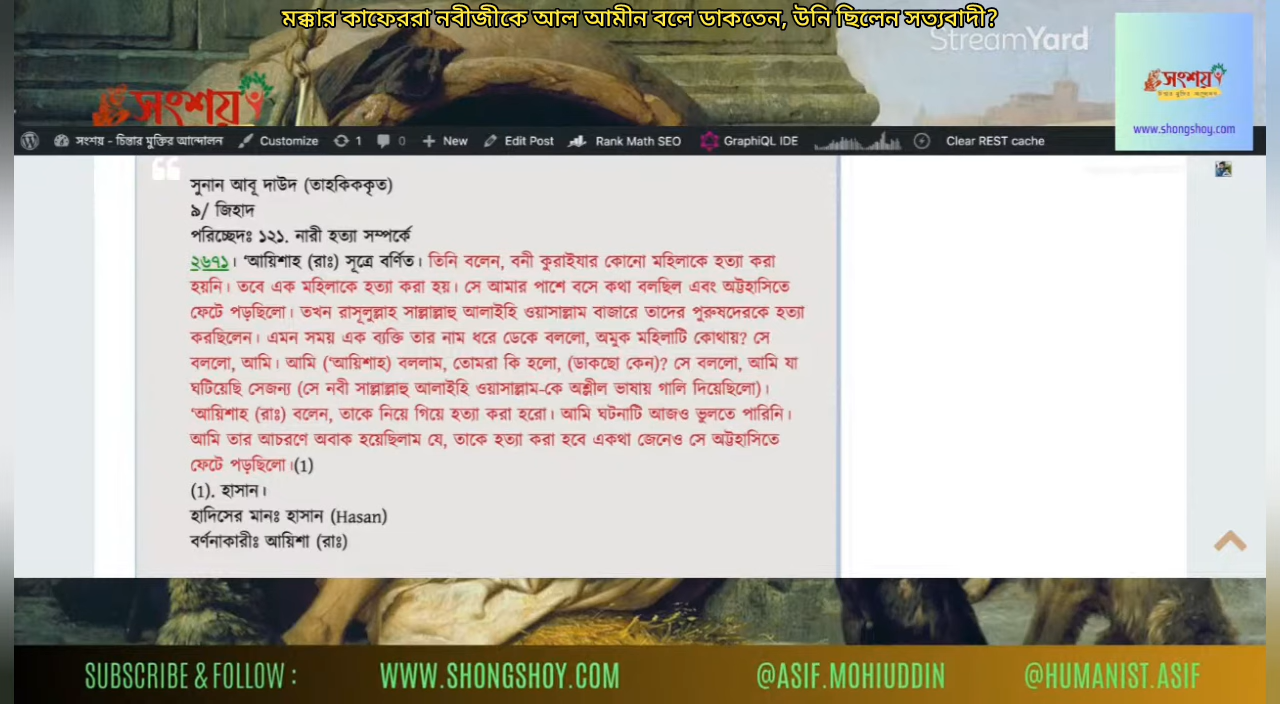 মক্কার কাফেররা নবীজীকে আল আমীন বলে ডাকতেন, উনি ছিলেন সত্যবাদী?
StreamYard
সংশয়
সংশয়
চিন্তার মুক্তির আন্দোলন
www.shongshoy.com
সংশয় - চিন্তার মুক্তির আন্দোলন Customize 1 0 New Edit Post Rank Math SEO GraphiQL IDE Clear REST cache
সুনান আবূ দাউদ (তাহকিককৃত)
৯/ জিহাদ
পরিচ্ছেদঃ ১২১. নারী হত্যা সম্পর্কে
২৬৭১। ‘আয়িশাহ (রাঃ) সূত্রে বর্ণিত। তিনি বলেন, বনী কুরাইযার কোনো মহিলাকে হত্যা করা
হয়নি। তবে এক মহিলাকে হত্যা করা হয়। সে আমার পাশে বসে কথা বলছিল এবং অট্টহাসিতে
ফেটে পড়ছিলো। তখন রাসূলুল্লাহ সাল্লাল্লাহু আলাইহি ওয়াসাল্লাম বাজারে তাদের পুরুষদেরকে হত্যা
করছিলেন। এমন সময় এক ব্যক্তি তার নাম ধরে ডেকে বললো, অমুক মহিলাটি কোথায়? সে
বললো, আমি। আমি (‘আয়িশাহ) বললাম, তোমরা কি হলো, (ডাকছো কেন)? সে বললো, আমি যা
ঘটিয়েছি সেজন্য (সে নবী সাল্লাল্লাহু আলাইহি ওয়াসাল্লাম-কে অশ্লীল ভাষায় গালি দিয়েছিলো)।
‘আয়িশাহ (রাঃ) বলেন, তাকে নিয়ে গিয়ে হত্যা করা হরো। আমি ঘটনাটি আজও ভুলতে পারিনি।
আমি তার আচরণে অবাক হয়েছিলাম যে, তাকে হত্যা করা হবে একথা জেনেও সে অট্টহাসিতে
ফেটে পড়ছিলো।(1)
(1). হাসান।
হাদিসের মানঃ হাসান (Hasan)
বর্ণনাকারীঃ আয়িশা (রাঃ)
SUBSCRIBE & FOLLOW : WWW.SHONGSHOY.COM @ASIF.MOHIUDDIN @HUMANIST.ASIF